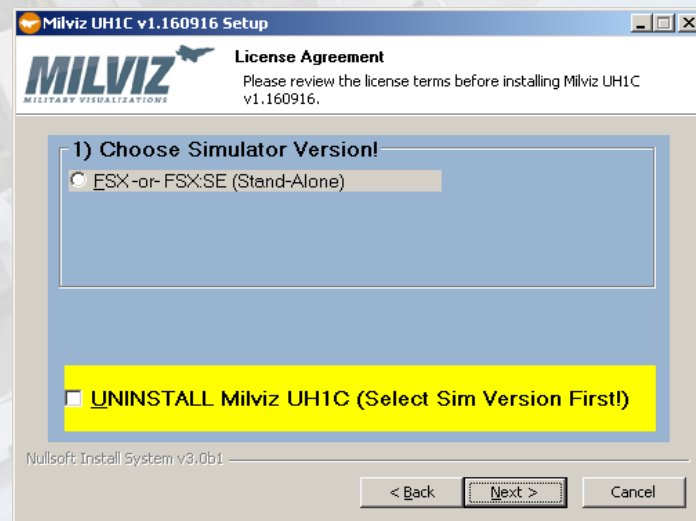 Milviz UH1C v1.160916 Setup
MILVIZ
MILITARY VISUALIZATIONS
License Agreement
Please review the license terms before installing Milviz UH1C
v1.160916.
1) Choose Simulator Version!
FSX -or- FSX:SE (Stand-Alone)
UNINSTALL Milviz UH1C (Select Sim Version First!)
Nullsoft Install System v3.0b1
< Back
Next >
Cancel